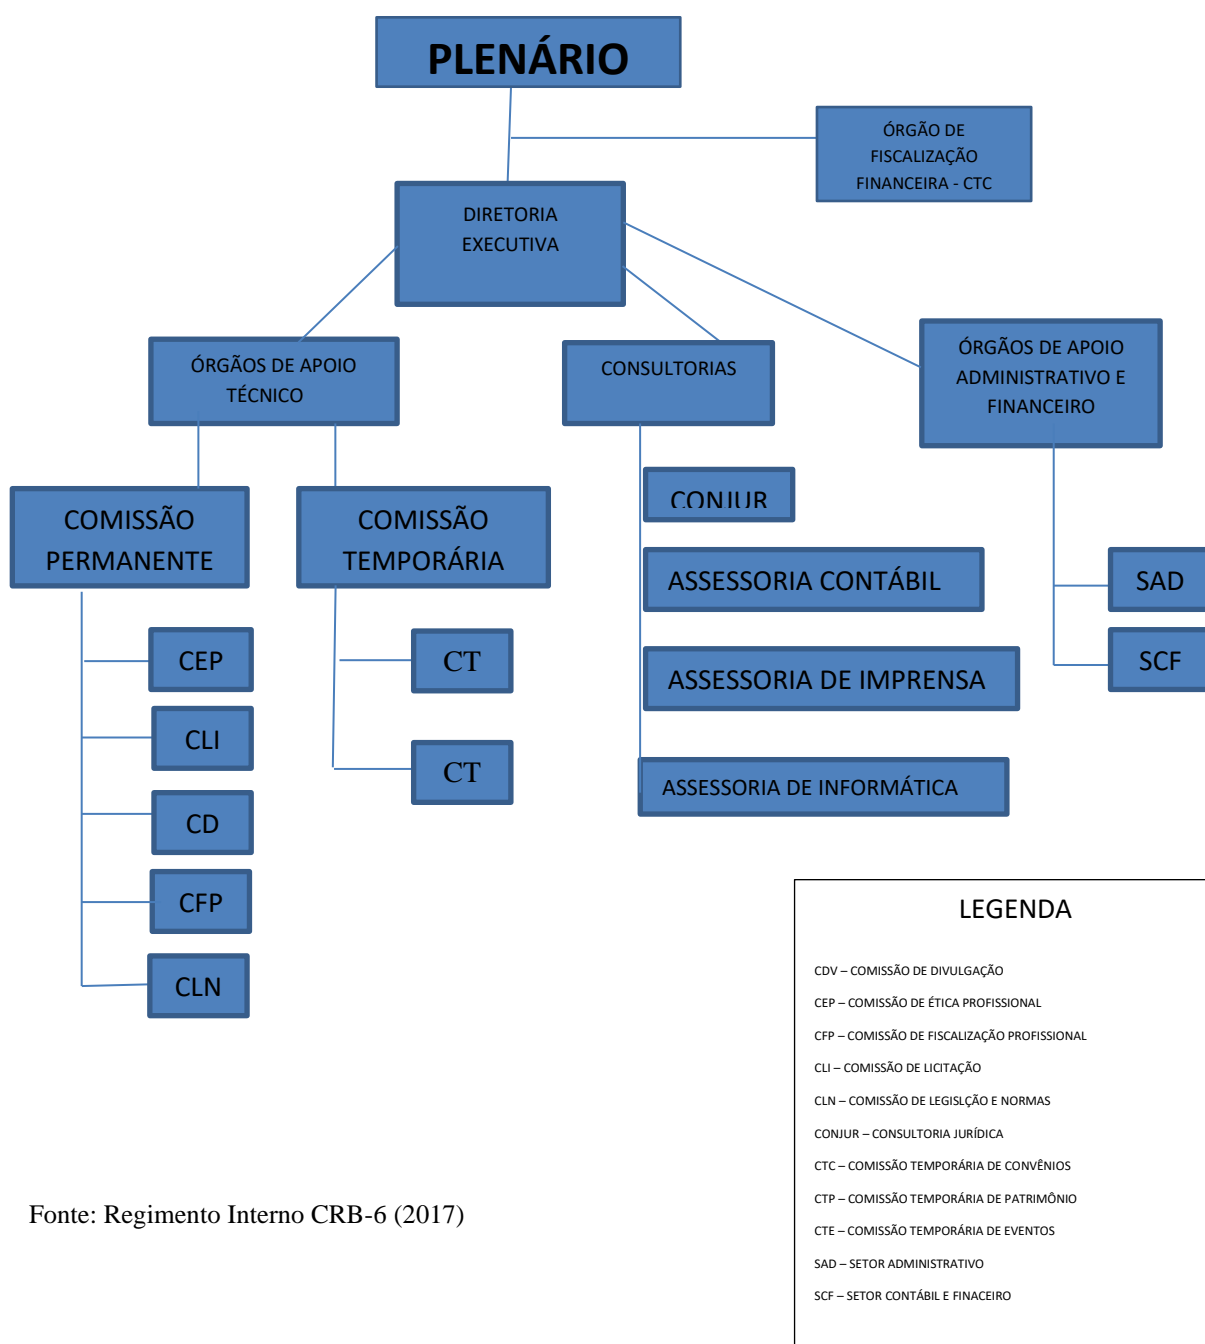 PLENÁRIO
ÓRGÃO DE
FISCALIZAÇÃO
FINANCEIRA - CTC
DIRETORIA
EXECUTIVA
ÓRGÃOS DE APOIO
TÉCNICO
CONSULTORIAS
ÓRGÃOS DE APOIO
ADMINISTRATIVO E
FINANCEIRO
COMISSÃO
PERMANENTE
COMISSÃO
TEMPORÁRIA
CONJUR
ASSESSORIA CONTÁBIL
ASSESSORIA DE IMPRENSA
ASSESSORIA DE INFORMÁTICA
SAD
SCF
CEP
CLI
CD
CFP
CLN
CT
CT
LEGENDA
CDV – COMISSÃO DE DIVULGAÇÃO
CEP – COMISSÃO DE ÉTICA PROFISSIONAL
CFP – COMISSÃO DE FISCALIZAÇÃO PROFISSIONAL
CLI – COMISSÃO DE LICITAÇÃO
CLN – COMISSÃO DE LEGISLÇÃO E NORMAS
CONJUR – CONSULTORIA JURÍDICA
CTC – COMISSÃO TEMPORÁRIA DE CONVÊNIOS
CTP – COMISSÃO TEMPORÁRIA DE PATRIMÔNIO
CTE – COMISSÃO TEMPORÁRIA DE EVENTOS
SAD – SETOR ADMINISTRATIVO
SCF – SETOR CONTÁBIL E FINACEIRO
Fonte: Regimento Interno CRB-6 (2017)